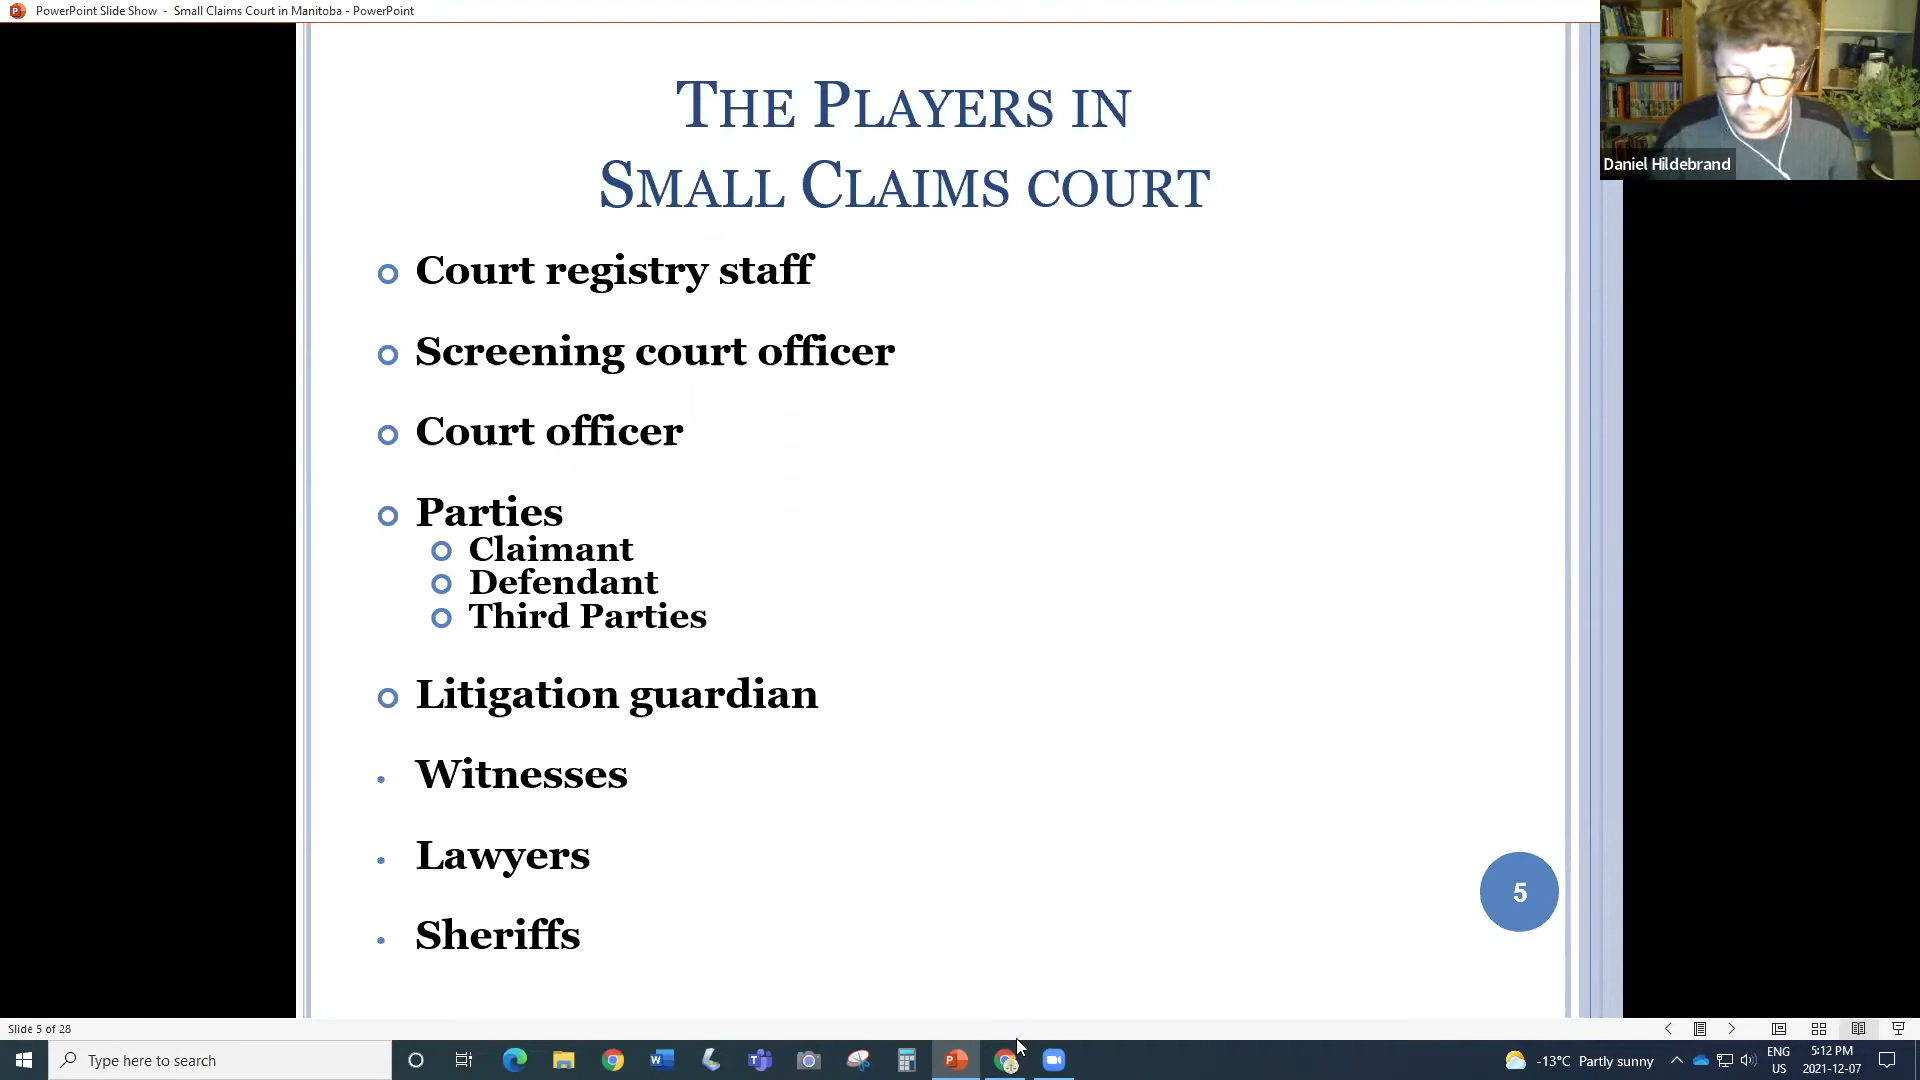 PowerPoint Slide Show - Small Claims Court in Manitoba - PowerPoint
THE PLAYERS IN
SMALL CLAIMS COURT
Court registry staff
Screening court officer
Court officer
Parties
Claimant
Defendant
Third Parties
Litigation guardian
Witnesses
Lawyers
Sheriffs
5
Daniel Hildebrand
Slide 5 of 28
Type here to search
-13°C Partly sunny
ENG
US
5:12 PM
2021-12-07